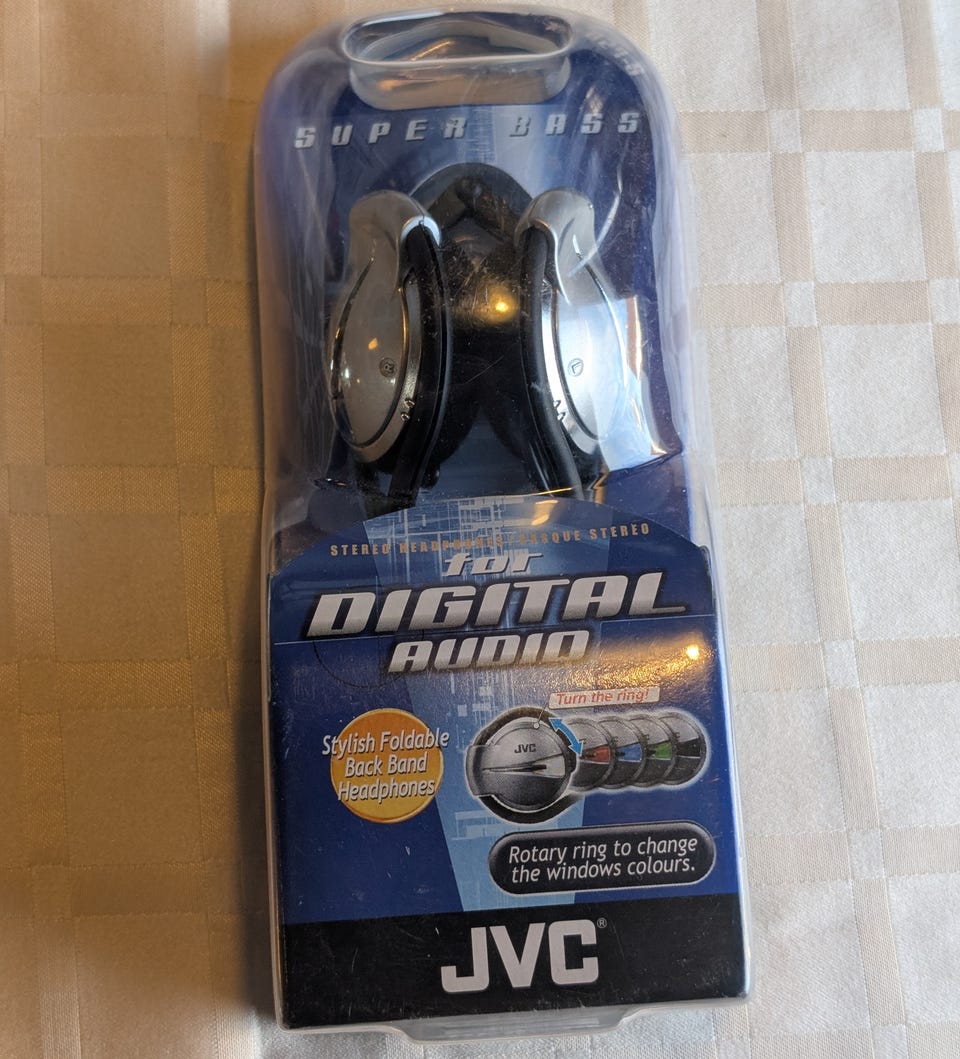 SUPER BASS
R
L
STEREO HEADPHONES / CASQUE STEREO
for
DIGITAL
AUDIO
Turn the ring!
Stylish Foldable
Back Band
Headphones
JVC
Rotary ring to change
the windows colours.
JVC®